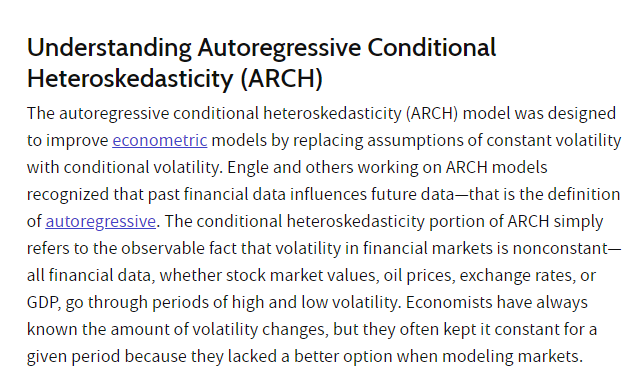 Understanding Autoregressive Conditional
Heteroskedasticity (ARCH)
The autoregressive conditional heteroskedasticity (ARCH) model was designed
to improve econometric models by replacing assumptions of constant volatility
with conditional volatility. Engle and others working on ARCH models
recognized that past financial data influences future data—that is the definition
of autoregressive. The conditional heteroskedasticity portion of ARCH simply
refers to the observable fact that volatility in financial markets is nonconstant—
all financial data, whether stock market values, oil prices, exchange rates, or
GDP, go through periods of high and low volatility. Economists have always
known the amount of volatility changes, but they often kept it constant for a
given period because they lacked a better option when modeling markets.